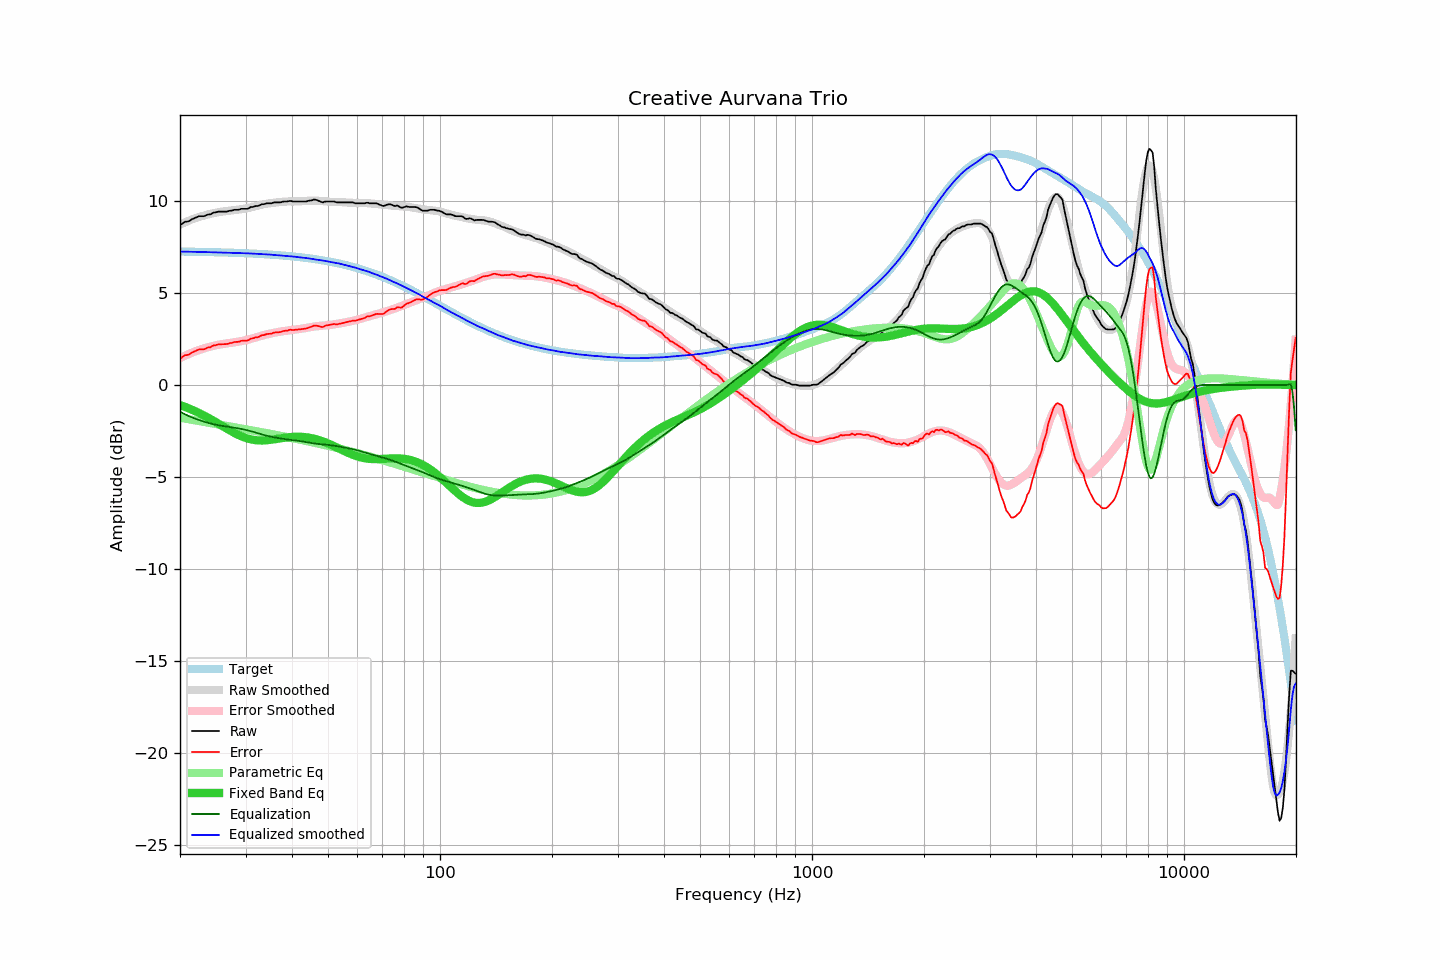 Creative Aurvana Trio
10
5
0
−5
−10
−15
−20
−25
Amplitude (dBr)
Target
Raw Smoothed
Error Smoothed
Raw
Error
Parametric Eq
Fixed Band Eq
Equalization
Equalized smoothed
100 1000 10000
Frequency (Hz)